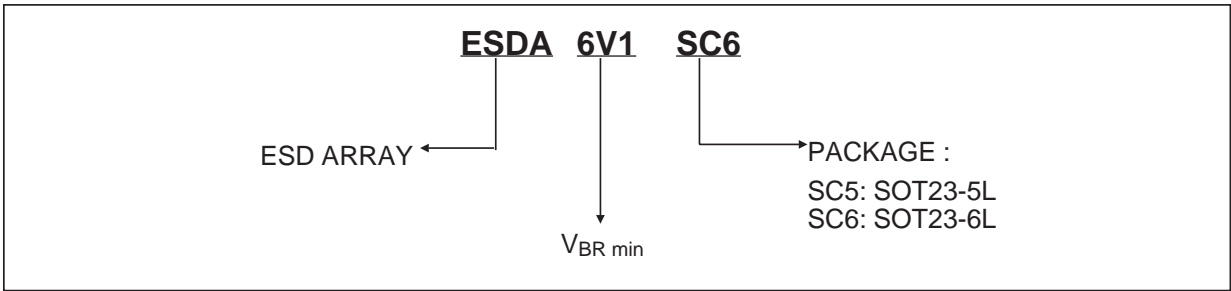 ESDA 6V1 SC6
ESD ARRAY
PACKAGE :
SC5: SOT23-5L
SC6: SOT23-6L
VBR min